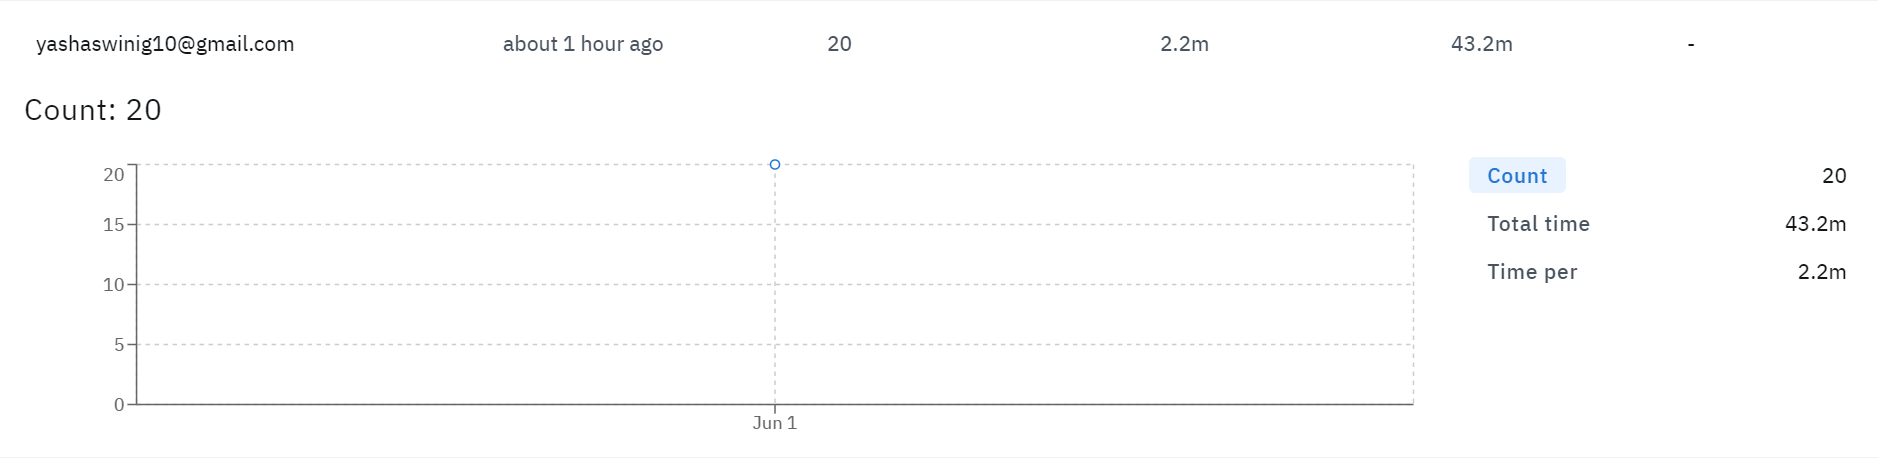 yashaswinig10@gmail.com about 1 hour ago 20 2.2m 43.2m -
Count: 20
20
15
10
5
0
Jun 1
Count 20
Total time 43.2m
Time per 2.2m